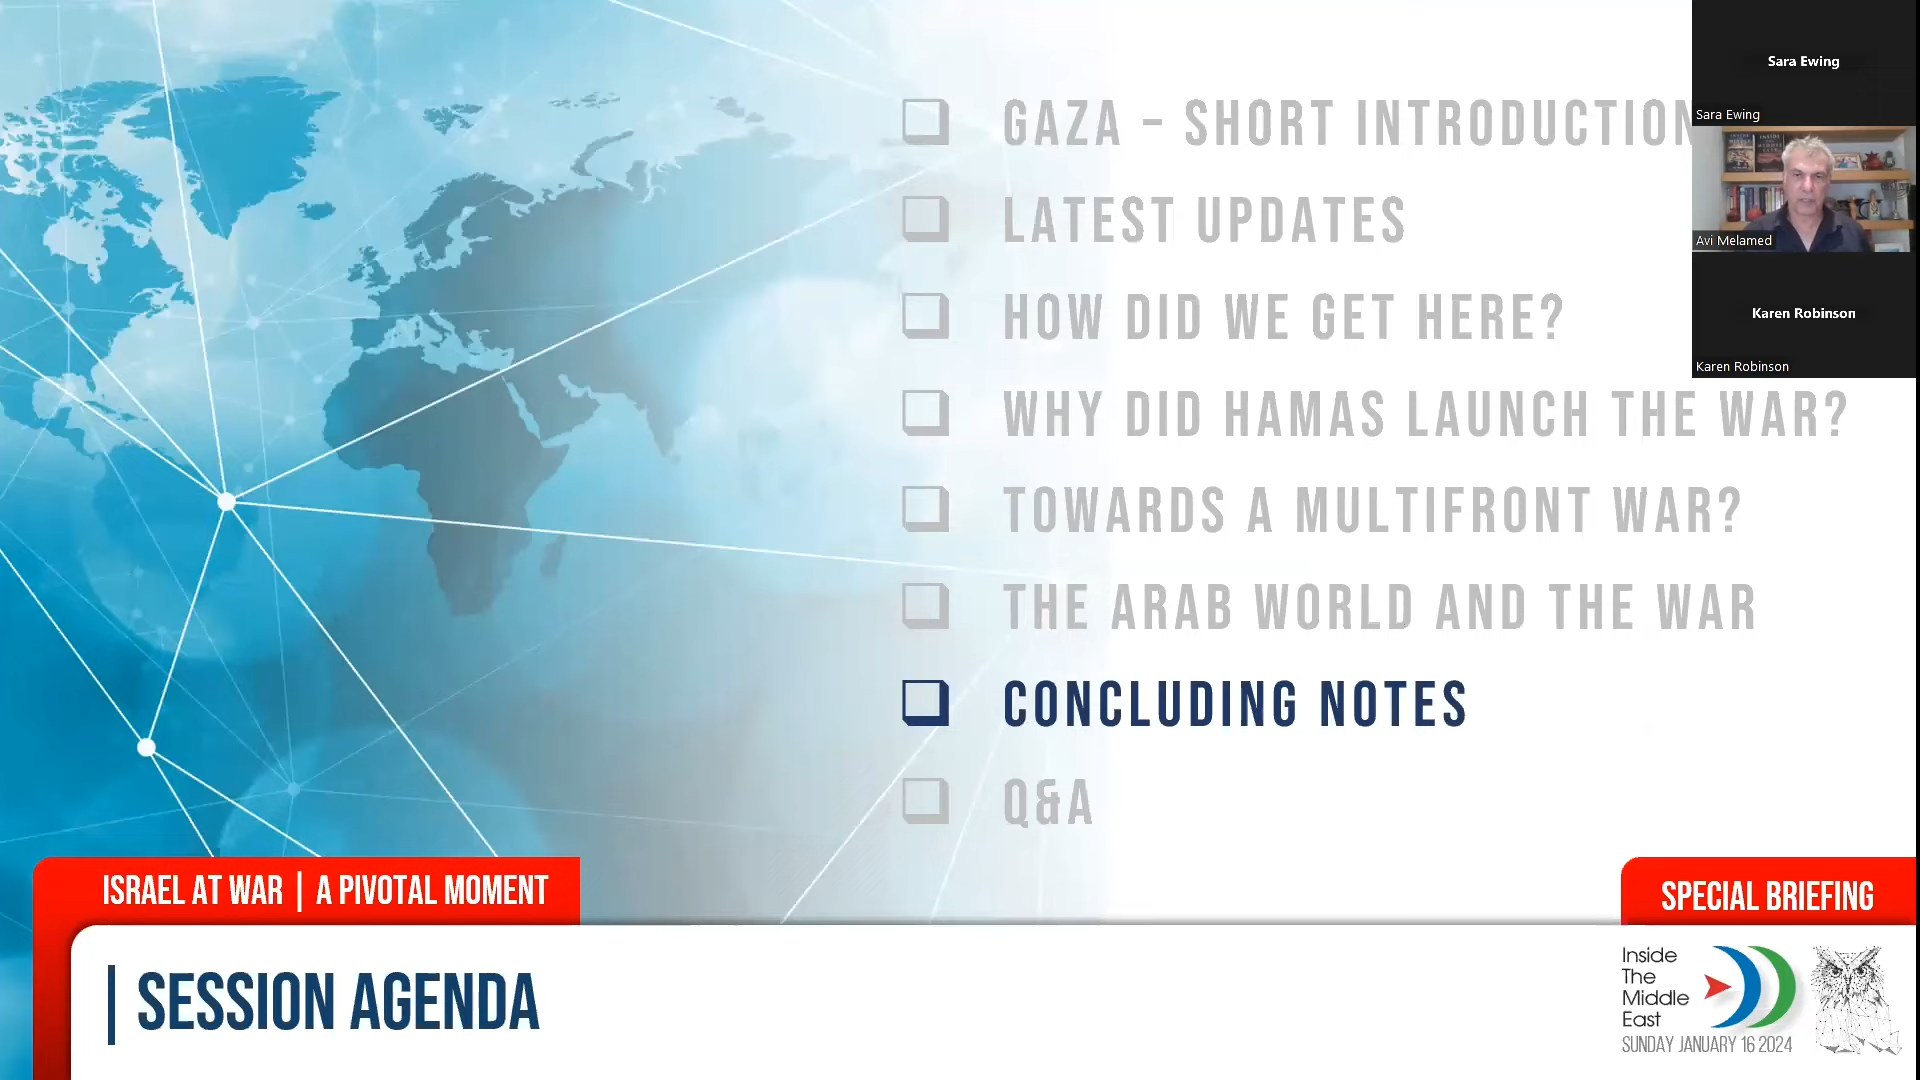 GAZA – SHORT INTRODUCTION
LATEST UPDATES
HOW DID WE GET HERE?
WHY DID HAMAS LAUNCH THE WAR?
TOWARDS A MULTIFRONT WAR?
THE ARAB WORLD AND THE WAR
CONCLUDING NOTES
Q&A
Sara Ewing
Sara Ewing
Avi Melamed
Karen Robinson
Karen Robinson
ISRAEL AT WAR | A PIVOTAL MOMENT
SPECIAL BRIEFING
SESSION AGENDA
Inside
The
Middle
East
SUNDAY JANUARY 16 2024